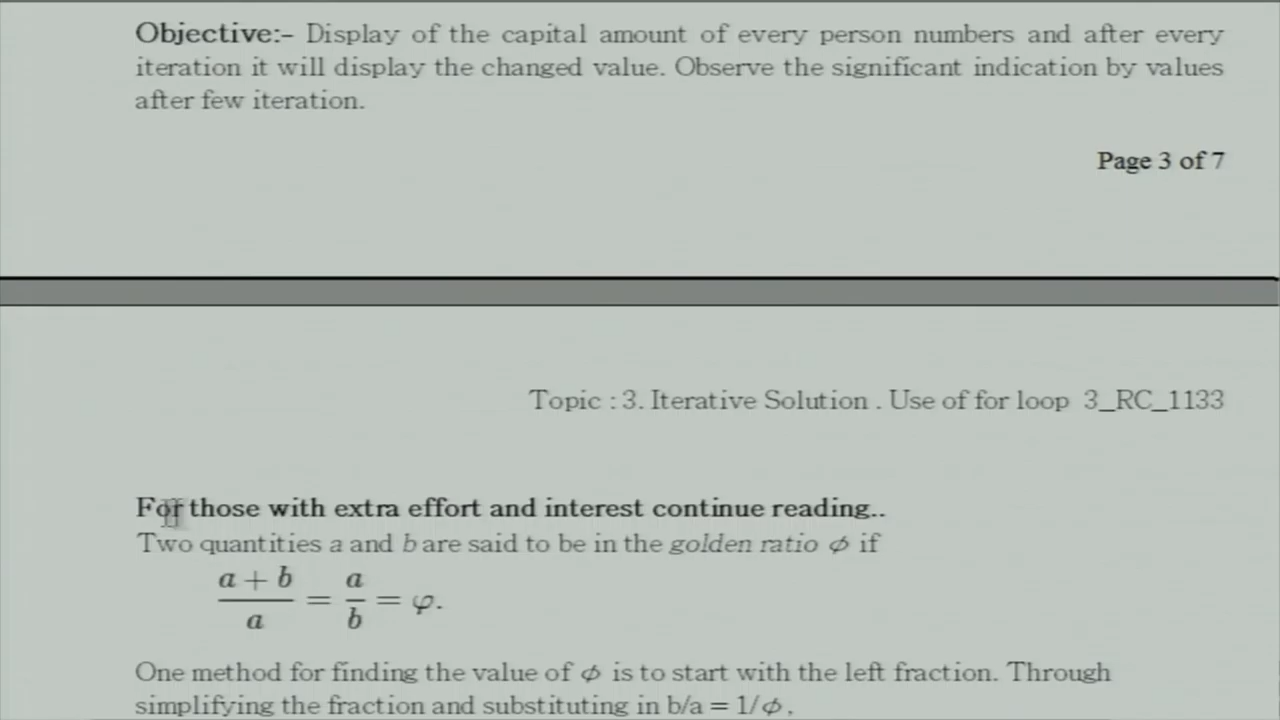 Objective:- Display of the capital amount of every person numbers and after every
iteration it will display the changed value. Observe the significant indication by values
after few iteration.
Page 3 of 7
Topic : 3. Iterative Solution . Use of for loop 3_RC_1133
For those with extra effort and interest continue reading..
Two quantities a and b are said to be in the golden ratio ϕ if
(a + b)/a = a/b = φ.
One method for finding the value of ϕ is to start with the left fraction. Through
simplifying the fraction and substituting in b/a = 1/ϕ,